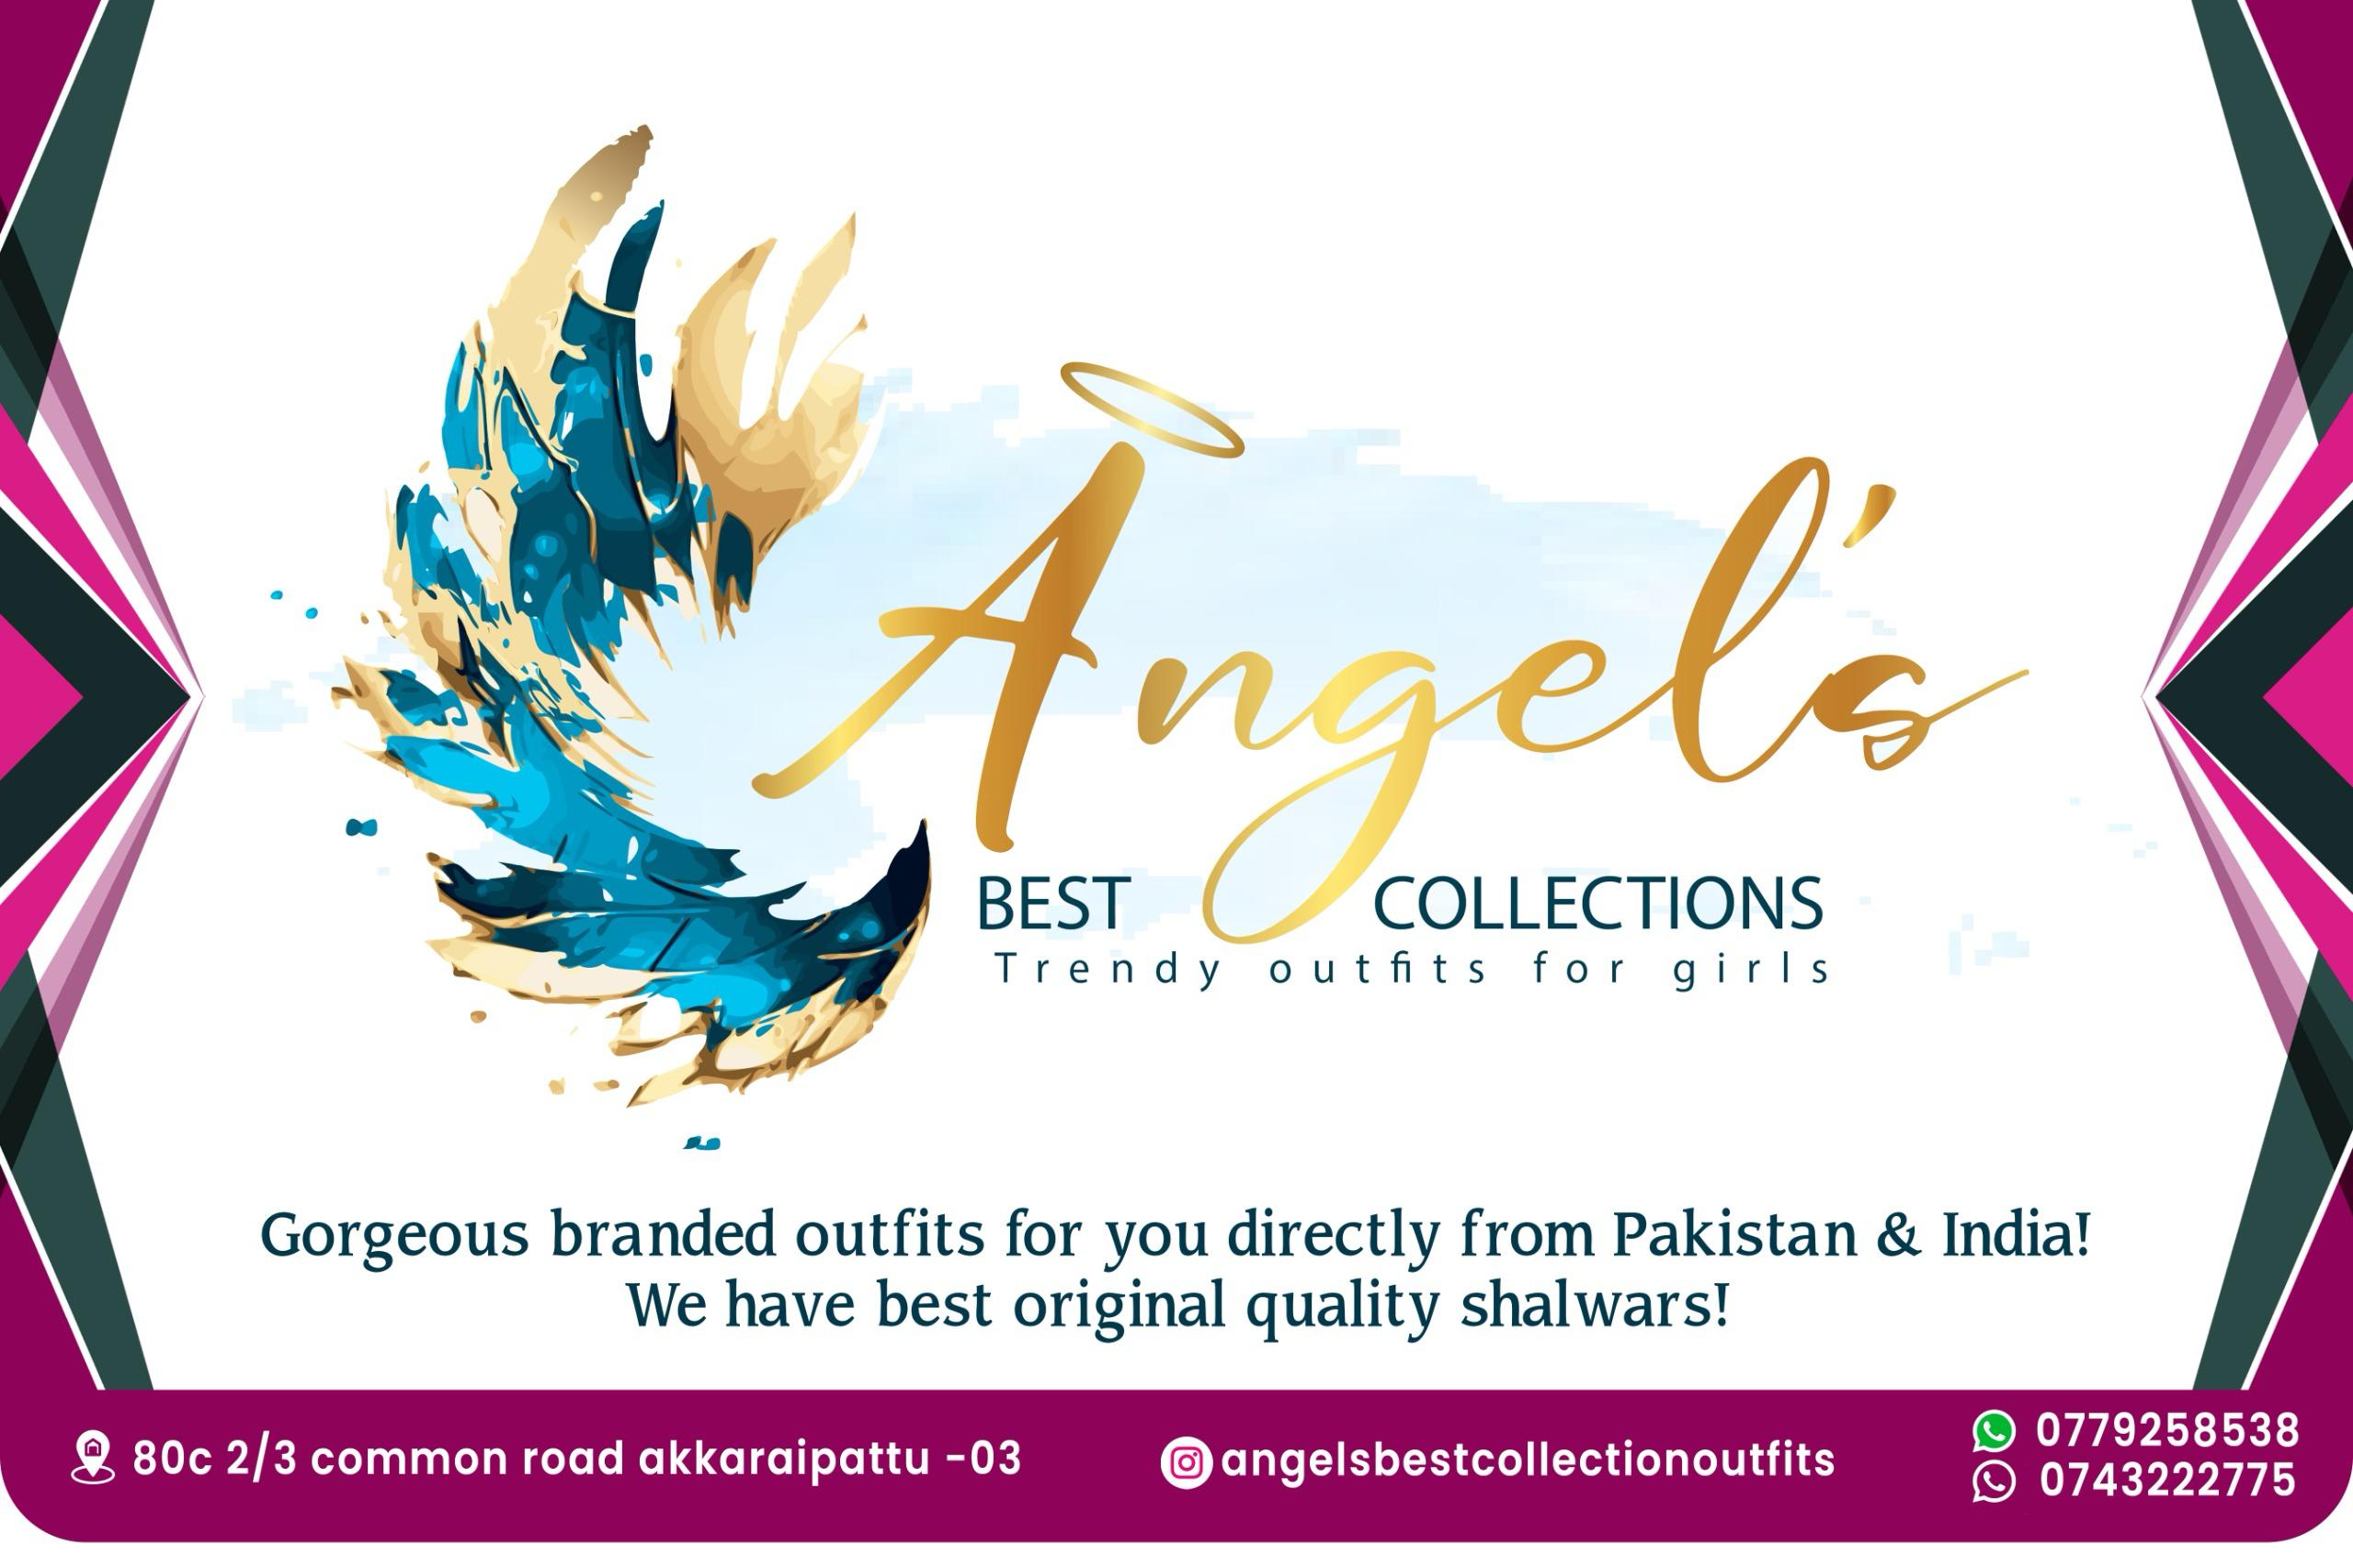 Angel's
BEST COLLECTIONS
Trendy outfits for girls
Gorgeous branded outfits for you directly from Pakistan & India!
We have best original quality shalwars!
80c 2/3 common road akkaraipattu -03
angelsbestcollectionoutfits
0779258538
0743222775